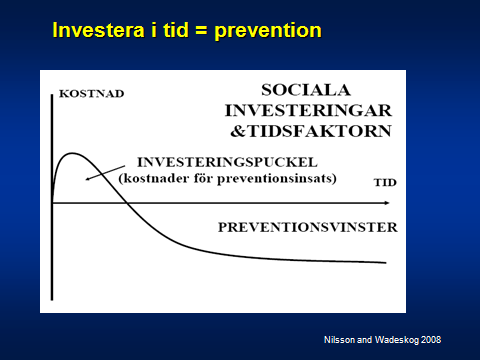 Investera i tid = prevention
KOSTNAD
SOCIALA
INVESTERINGAR
&TIDSFAKTORN
INVESTERINGSPUCKEL
(kostnader för preventionsinsats)
TID
PREVENTIONSVINSTER
Nilsson and Wadeskog 2008